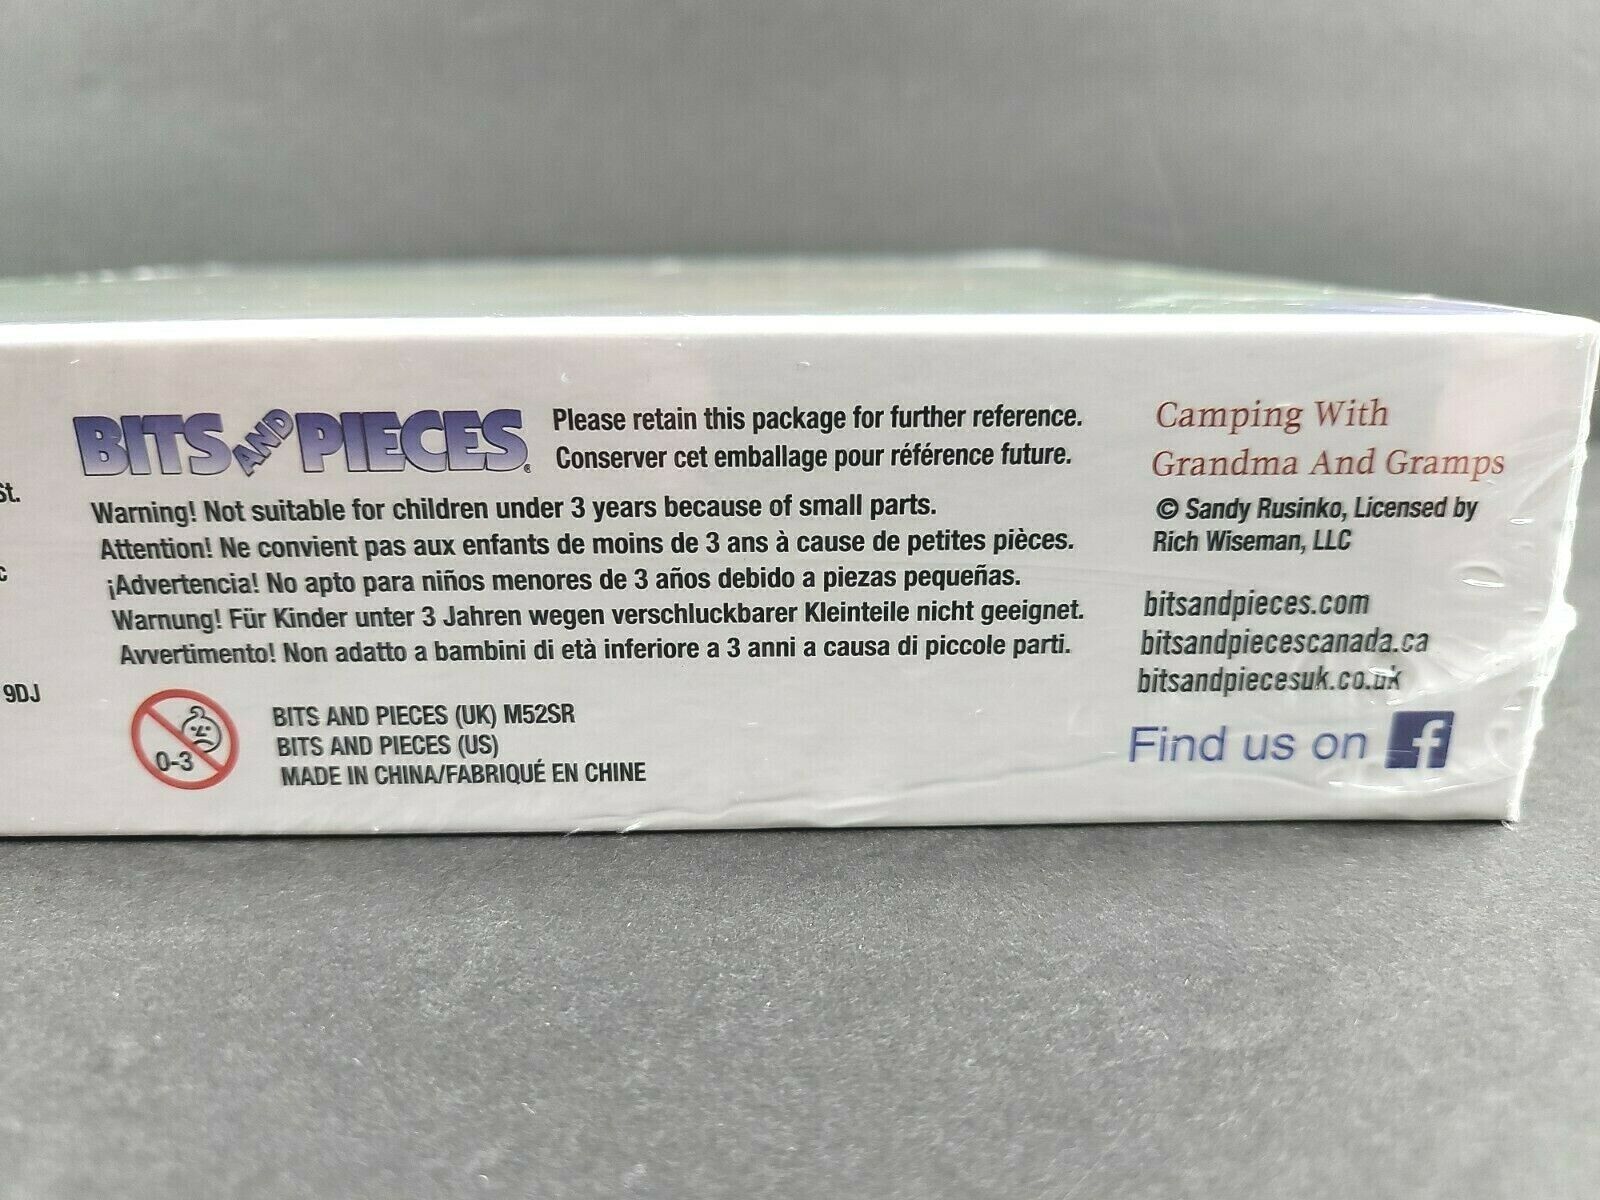 St.
c
9DJ
BITS AND PIECES®
Please retain this package for further reference.
Conserver cet emballage pour référence future.
Warning! Not suitable for children under 3 years because of small parts.
Attention! Ne convient pas aux enfants de moins de 3 ans à cause de petites pièces.
¡Advertencia! No apto para niños menores de 3 años debido a piezas pequeñas.
Warnung! Für Kinder unter 3 Jahren wegen verschluckbarer Kleinteile nicht geeignet.
Avvertimento! Non adatto a bambini di età inferiore a 3 anni a causa di piccole parti.
0-3
BITS AND PIECES (UK) M52SR
BITS AND PIECES (US)
MADE IN CHINA/FABRIQUÉ EN CHINE
Camping With
Grandma And Gramps
© Sandy Rusinko, Licensed by
Rich Wiseman, LLC
bitsandpieces.com
bitsandpiecescanada.ca
bitsandpiecesuk.co.uk
Find us on f